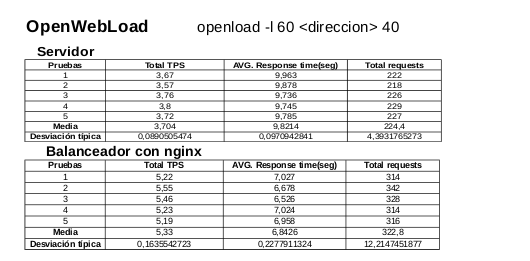 OpenWebLoad openload -l 60 <direccion> 40
Servidor
Pruebas Total TPS AVG. Response time(seg) Total requests
1 3,67 9,963 222
2 3,57 9,878 218
3 3,76 9,736 226
4 3,8 9,745 229
5 3,72 9,785 227
Media 3,704 9,8214 224,4
Desviación típica 0,0890505474 0,0970942841 4,3931765273
Balanceador con nginx
Pruebas Total TPS AVG. Response time(seg) Total requests
1 5,22 7,027 314
2 5,55 6,678 342
3 5,46 6,526 328
4 5,23 7,024 314
5 5,19 6,958 316
Media 5,33 6,8426 322,8
Desviación típica 0,1635542723 0,2277911324 12,2147451877